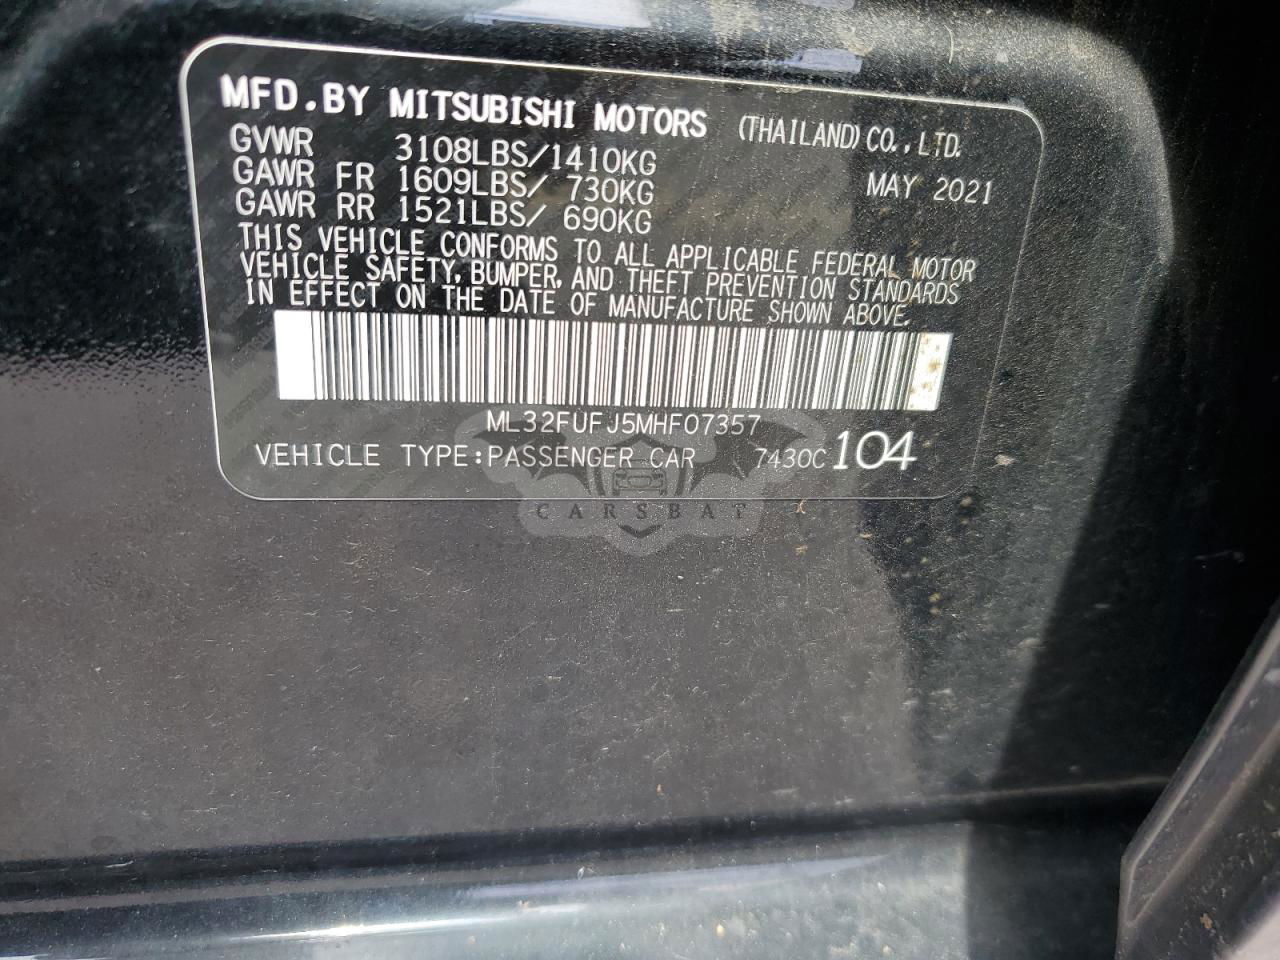 MFD.BY MITSUBISHI MOTORS (THAILAND) CO.,LTD.
GVWR 3108LBS/1410KG
GAWR FR 1609LBS/ 730KG MAY 2021
GAWR RR 1521LBS/ 690KG
THIS VEHICLE CONFORMS TO ALL APPLICABLE FEDERAL MOTOR
VEHICLE SAFETY, BUMPER, AND THEFT PREVENTION STANDARDS
IN EFFECT ON THE DATE OF MANUFACTURE SHOWN ABOVE.
ML32FUFJ5MHF07357
VEHICLE TYPE:PASSENGER CAR 7430C 104
CARSBAT